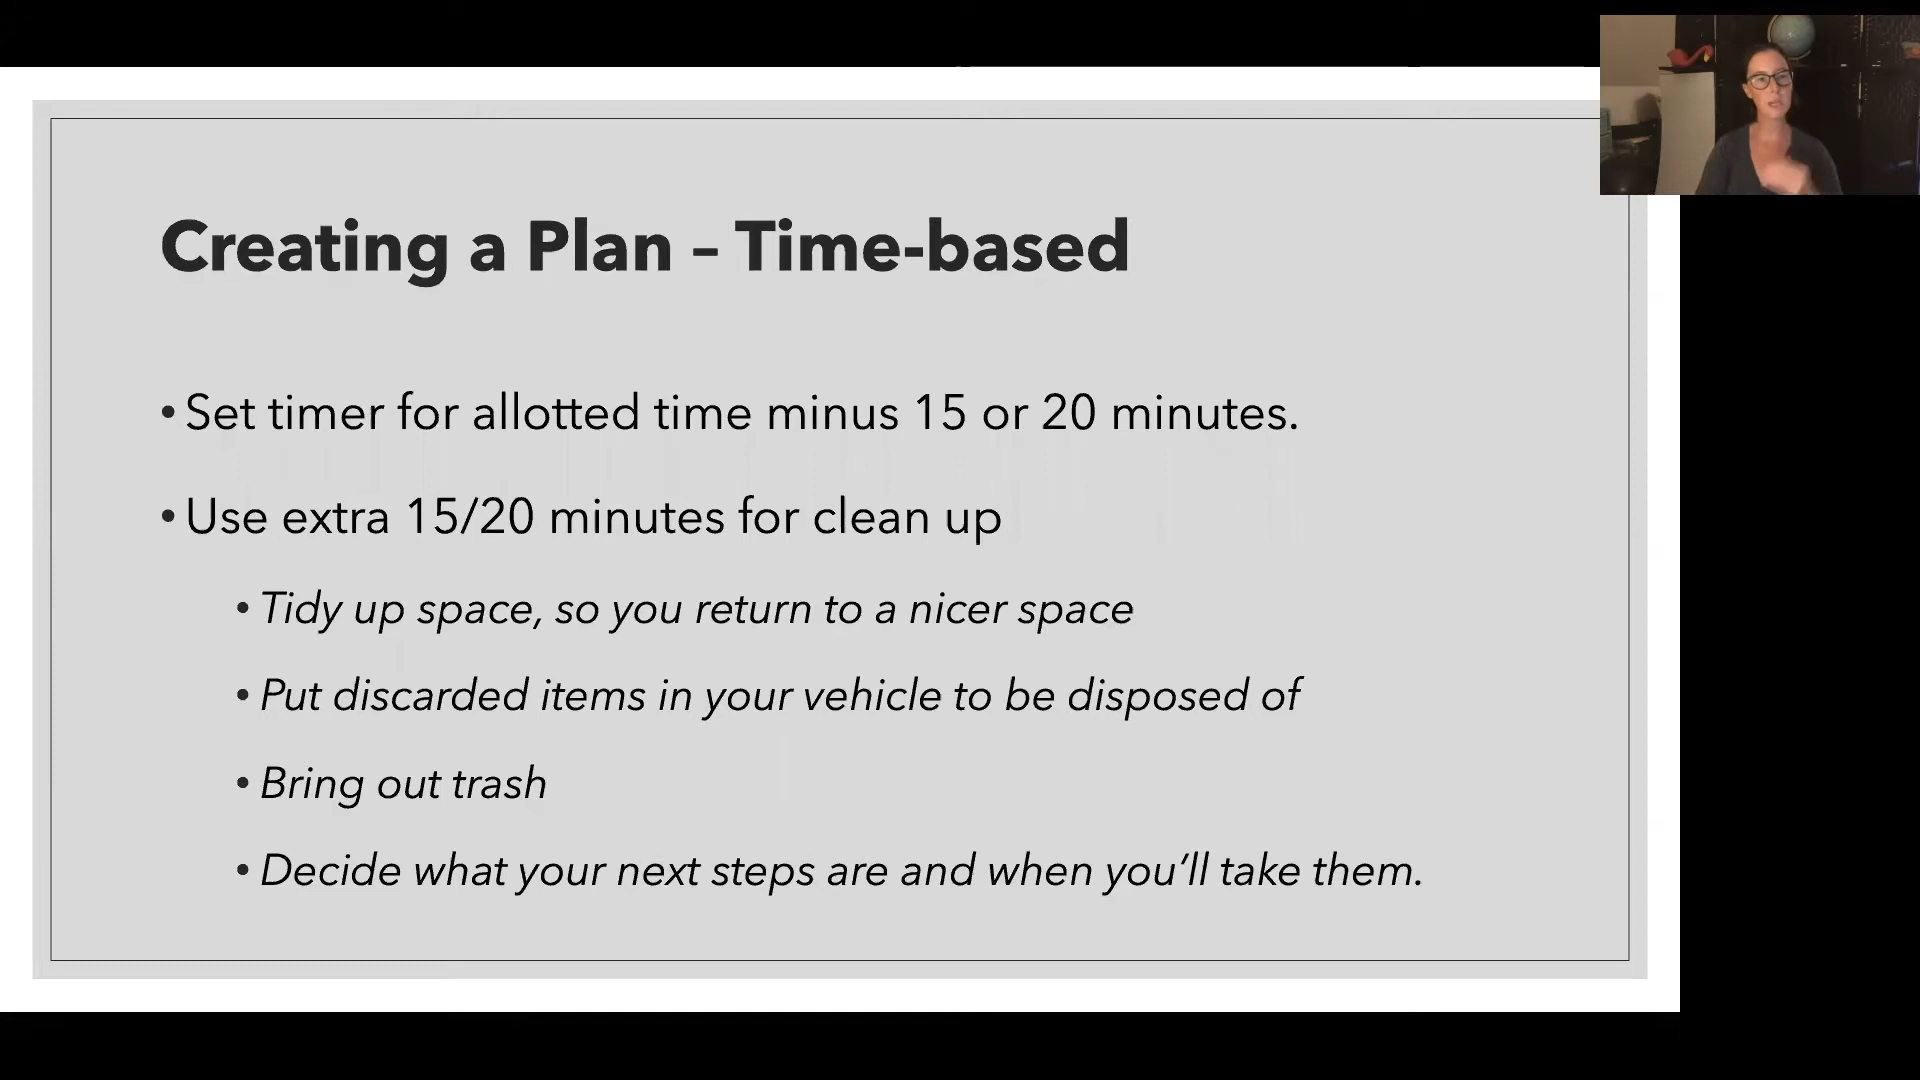 Creating a Plan – Time-based
• Set timer for allotted time minus 15 or 20 minutes.
• Use extra 15/20 minutes for clean up
• Tidy up space, so you return to a nicer space
• Put discarded items in your vehicle to be disposed of
• Bring out trash
• Decide what your next steps are and when you’ll take them.